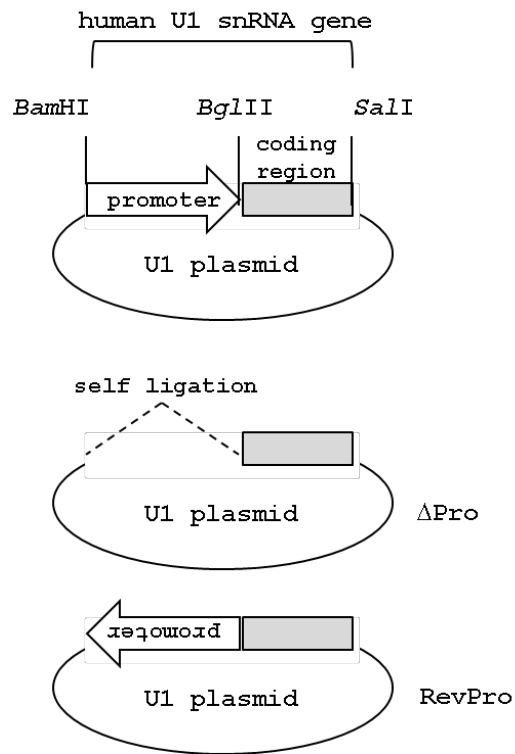 human U1 snRNA gene
BamHI BglII SalI
coding
region
promoter
U1 plasmid
self ligation
U1 plasmid
ΔPro
promoter
U1 plasmid
RevPro